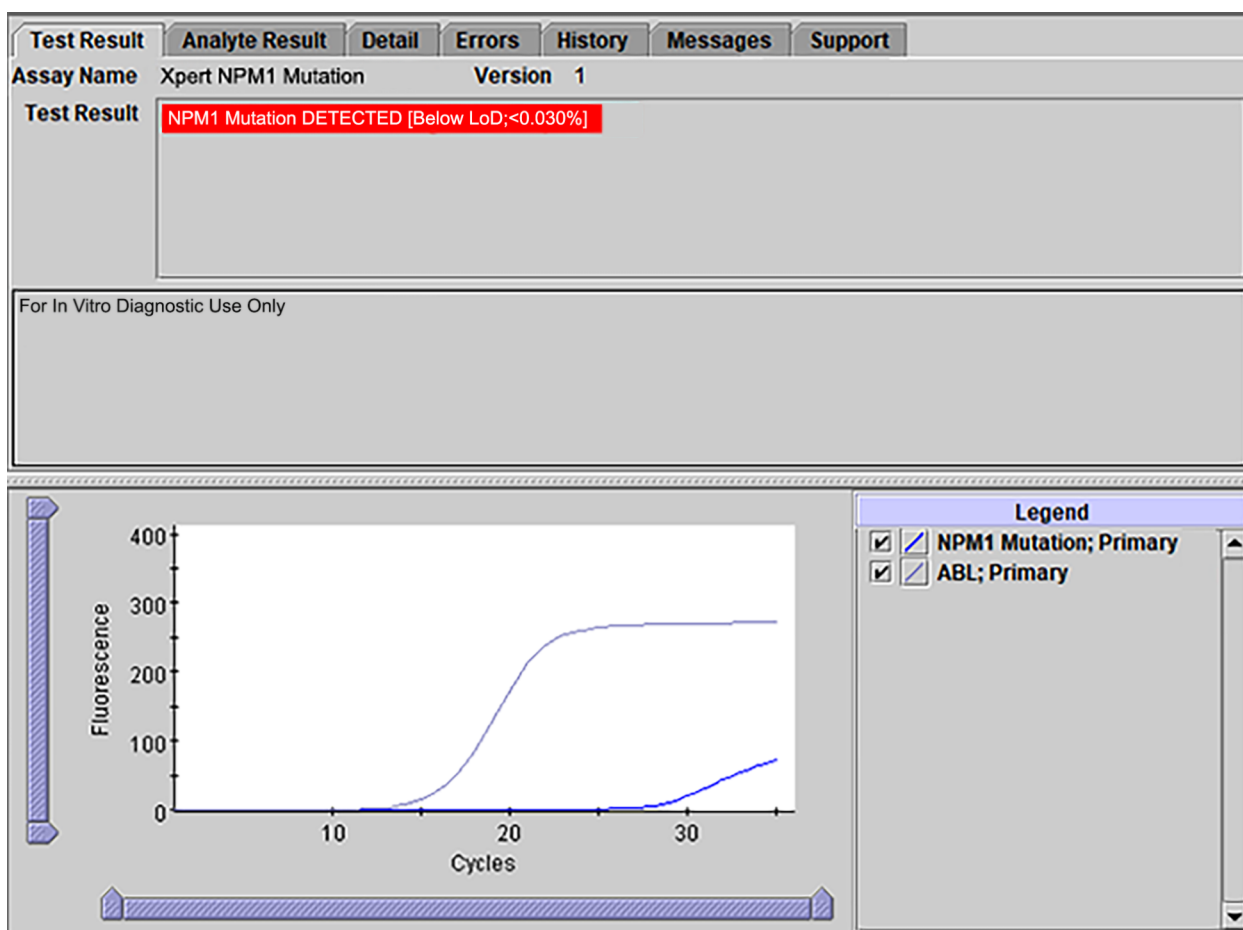 Test Result Analyte Result Detail Errors History Messages Support
Assay Name Xpert NPM1 Mutation Version 1
Test Result NPM1 Mutation DETECTED [Below LoD;<0.030%]
For In Vitro Diagnostic Use Only
Legend
NPM1 Mutation; Primary
ABL; Primary
400
300
200
100
0
Fluorescence
10 20 30
Cycles